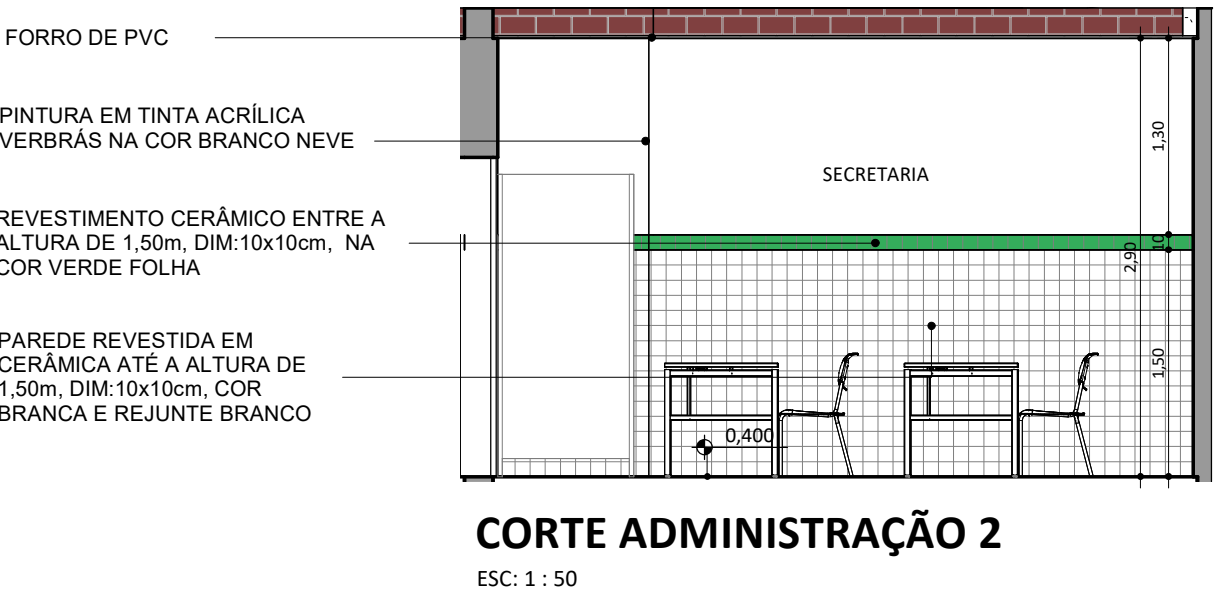 FORRO DE PVC
PINTURA EM TINTA ACRÍLICA
VERBRÁS NA COR BRANCO NEVE
REVESTIMENTO CERÂMICO ENTRE A
ALTURA DE 1,50m, DIM:10x10cm, NA
COR VERDE FOLHA
PAREDE REVESTIDA EM
CERÂMICA ATÉ A ALTURA DE
1,50m, DIM:10x10cm, COR
BRANCA E REJUNTE BRANCO
SECRETARIA
1,30
10
2,90
1,50
0,400
CORTE ADMINISTRAÇÃO 2
ESC: 1 : 50